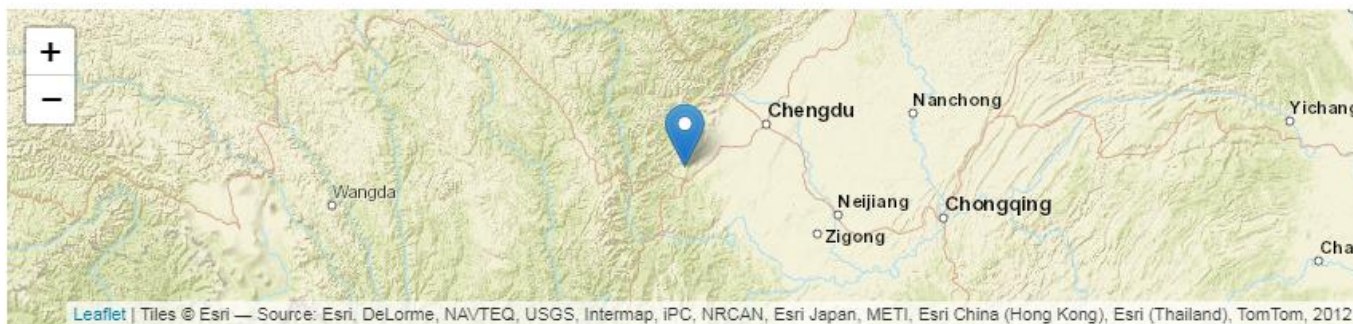 +
−
Chengdu
Nanchong
Yichang
Wangda
Neijiang
Chongqing
Zigong
Cha
Leaflet | Tiles © Esri — Source: Esri, DeLorme, NAVTEQ, USGS, Intermap, iPC, NRCAN, Esri Japan, METI, Esri China (Hong Kong), Esri (Thailand), TomTom, 2012